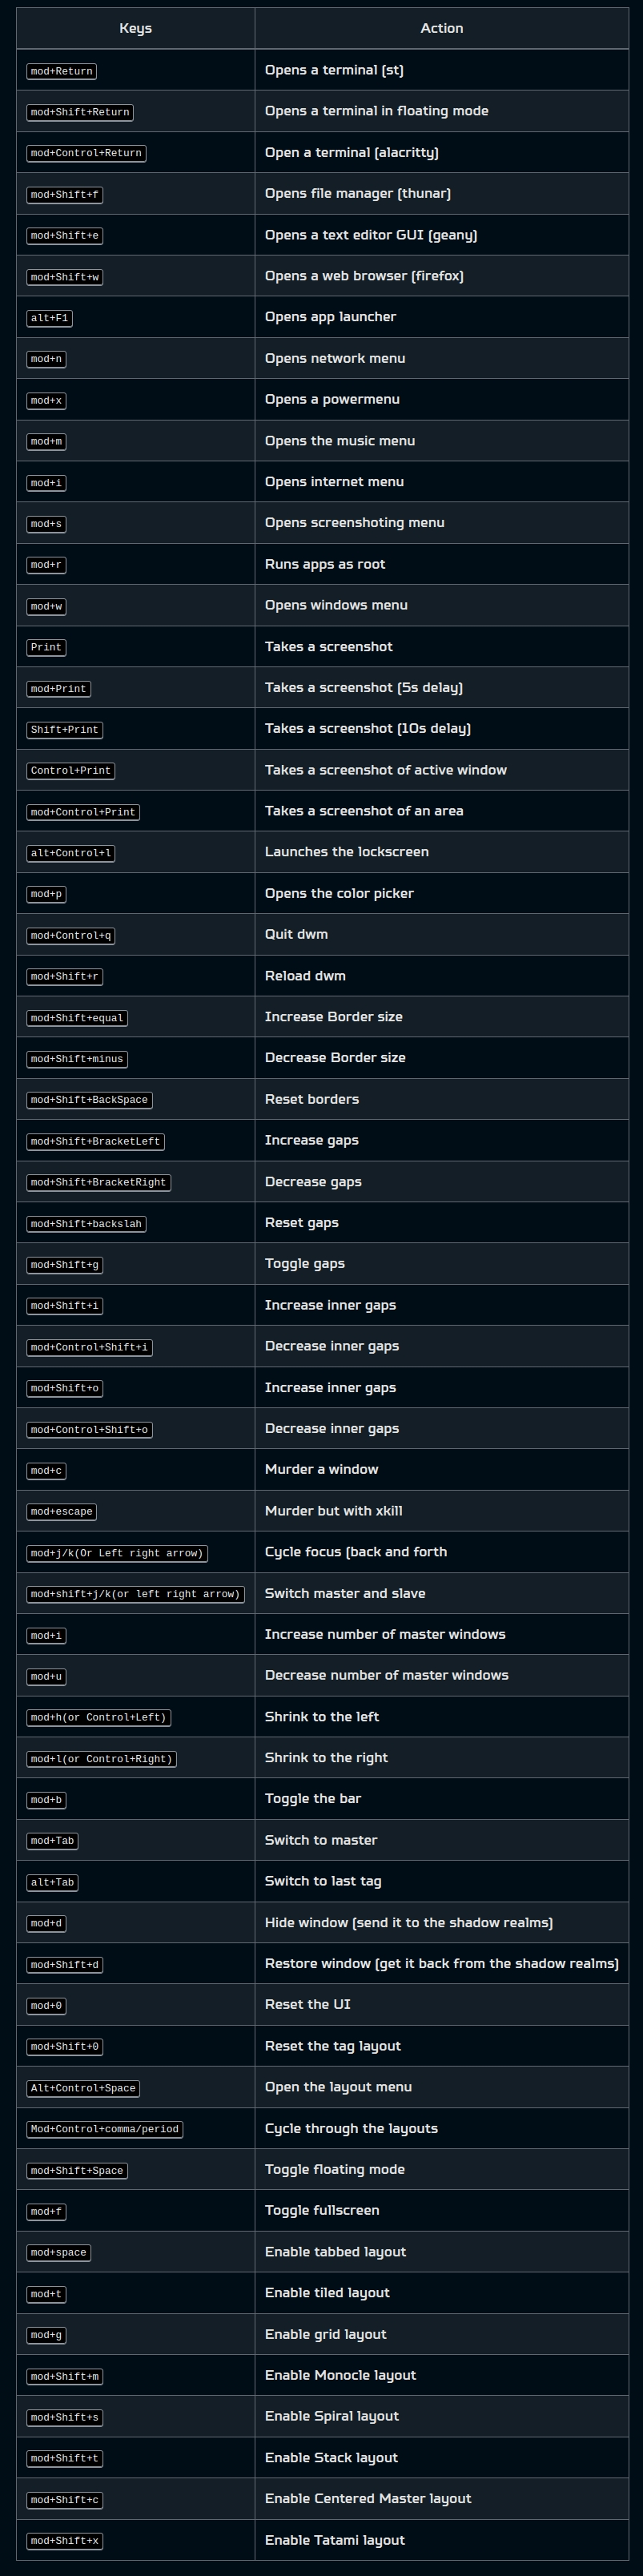 Keys Action
mod+Return Opens a terminal (st)
mod+Shift+Return Opens a terminal in floating mode
mod+Control+Return Open a terminal (alacritty)
mod+Shift+f Opens file manager (thunar)
mod+Shift+e Opens a text editor GUI (geany)
mod+Shift+w Opens a web browser (firefox)
alt+F1 Opens app launcher
mod+n Opens network menu
mod+x Opens a powermenu
mod+m Opens the music menu
mod+i Opens internet menu
mod+s Opens screenshoting menu
mod+r Runs apps as root
mod+w Opens windows menu
Print Takes a screenshot
mod+Print Takes a screenshot (5s delay)
Shift+Print Takes a screenshot (10s delay)
Control+Print Takes a screenshot of active window
mod+Control+Print Takes a screenshot of an area
alt+Control+l Launches the lockscreen
mod+p Opens the color picker
mod+Control+q Quit dwm
mod+Shift+r Reload dwm
mod+Shift+equal Increase Border size
mod+Shift+minus Decrease Border size
mod+Shift+BackSpace Reset borders
mod+Shift+BracketLeft Increase gaps
mod+Shift+BracketRight Decrease gaps
mod+Shift+backslah Reset gaps
mod+Shift+g Toggle gaps
mod+Shift+i Increase inner gaps
mod+Control+Shift+i Decrease inner gaps
mod+Shift+o Increase inner gaps
mod+Control+Shift+o Decrease inner gaps
mod+c Murder a window
mod+escape Murder but with xkill
mod+j/k(Or Left right arrow) Cycle focus (back and forth
mod+shift+j/k(or left right arrow) Switch master and slave
mod+i Increase number of master windows
mod+u Decrease number of master windows
mod+h(or Control+Left) Shrink to the left
mod+l(or Control+Right) Shrink to the right
mod+b Toggle the bar
mod+Tab Switch to master
alt+Tab Switch to last tag
mod+d Hide window (send it to the shadow realms)
mod+Shift+d Restore window (get it back from the shadow realms)
mod+0 Reset the UI
mod+Shift+0 Reset the tag layout
Alt+Control+Space Open the layout menu
Mod+Control+comma/period Cycle through the layouts
mod+Shift+Space Toggle floating mode
mod+f Toggle fullscreen
mod+space Enable tabbed layout
mod+t Enable tiled layout
mod+g Enable grid layout
mod+Shift+m Enable Monocle layout
mod+Shift+s Enable Spiral layout
mod+Shift+t Enable Stack layout
mod+Shift+c Enable Centered Master layout
mod+Shift+x Enable Tatami layout